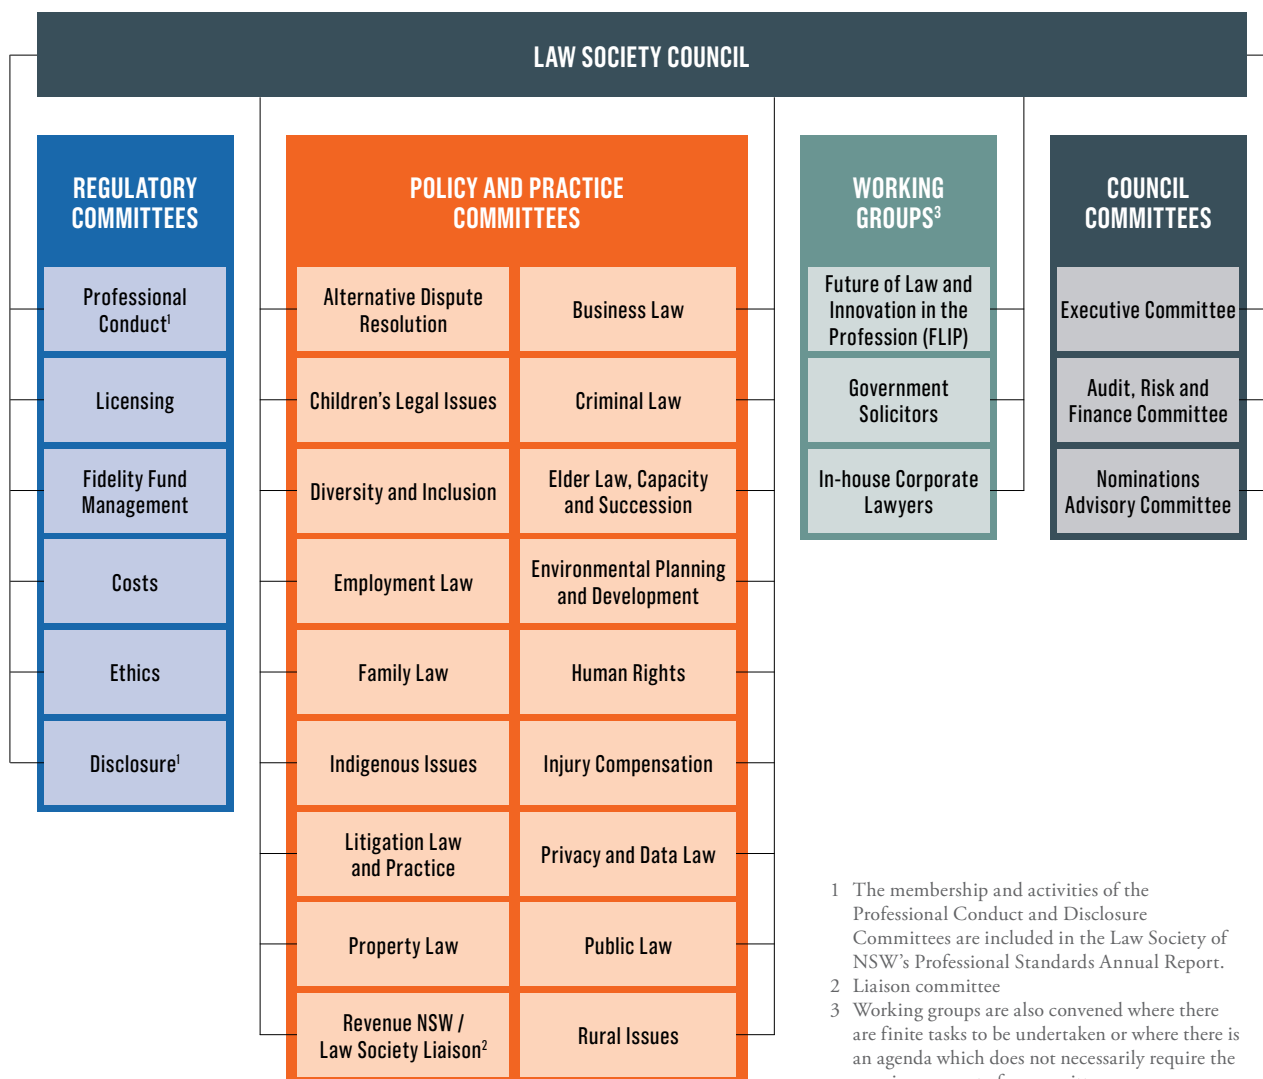 LAW SOCIETY COUNCIL
REGULATORY
COMMITTEES
Professional
Conduct¹
Licensing
Fidelity Fund
Management
Costs
Ethics
Disclosure¹
POLICY AND PRACTICE
COMMITTEES
Alternative Dispute
Resolution
Children’s Legal Issues
Diversity and Inclusion
Employment Law
Family Law
Indigenous Issues
Litigation Law
and Practice
Property Law
Revenue NSW /
Law Society Liaison²
Business Law
Criminal Law
Elder Law, Capacity
and Succession
Environmental Planning
and Development
Human Rights
Injury Compensation
Privacy and Data Law
Public Law
Rural Issues
WORKING
GROUPS³
Future of Law and
Innovation in the
Profession (FLIP)
Government
Solicitors
In-house Corporate
Lawyers
COUNCIL
COMMITTEES
Executive Committee
Audit, Risk and
Finance Committee
Nominations
Advisory Committee
1 The membership and activities of the
Professional Conduct and Disclosure
Committees are included in the Law Society of
NSW’s Professional Standards Annual Report.
2 Liaison committee
3 Working groups are also convened where there
are finite tasks to be undertaken or where there is
an agenda which does not necessarily require the